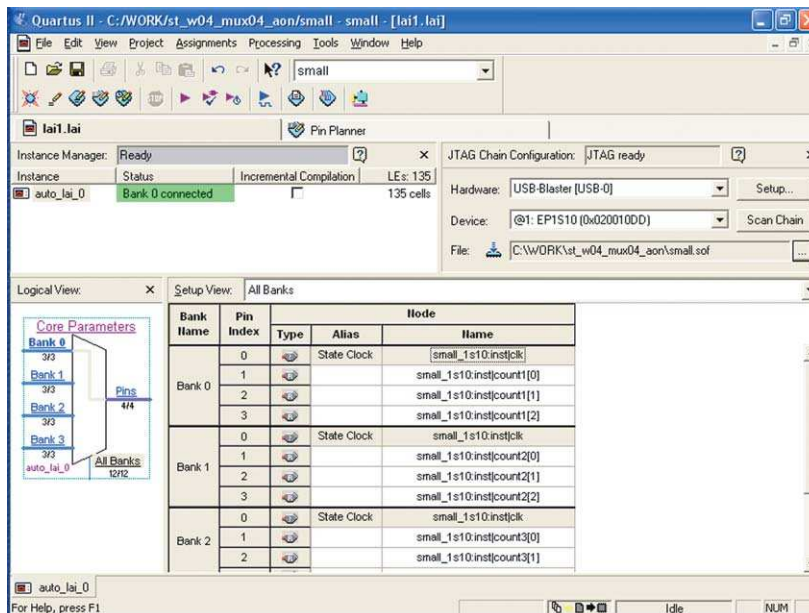 Quartus II - C:/WORK/st_w04_mux04_aon/small - small - [lai1.lai]
File Edit View Project Assignments Processing Tools Window Help
small
lai1.lai
Pin Planner
Instance Manager: Ready
Instance Status Incremental Compilation LEs: 135
auto_lai_0 Bank 0 connected 135 cells
JTAG Chain Configuration: JTAG ready
Hardware: USB-Blaster [USB-0] Setup...
Device: @1: EP1S10 (0x020010DD) Scan Chain
File: C:\WORK\st_w04_mux04_aon\small.sof ...
Logical View:
Core Parameters
Bank 0
3/3
Bank 1
3/3
Bank 2
3/3
Bank 3
3/3
auto_lai_0
Pins
4/4
All Banks
12/12
Setup View: All Banks
Bank Name Pin Index Node
Type Alias Name
Bank 0
0 State Clock small_1s10:inst|clk
1 small_1s10:inst|count1[0]
2 small_1s10:inst|count1[1]
3 small_1s10:inst|count1[2]
Bank 1
0 State Clock small_1s10:inst|clk
1 small_1s10:inst|count2[0]
2 small_1s10:inst|count2[1]
3 small_1s10:inst|count2[2]
Bank 2
0 State Clock small_1s10:inst|clk
1 small_1s10:inst|count3[0]
2 small_1s10:inst|count3[1]
auto_lai_0
For Help, press F1
Idle NUM